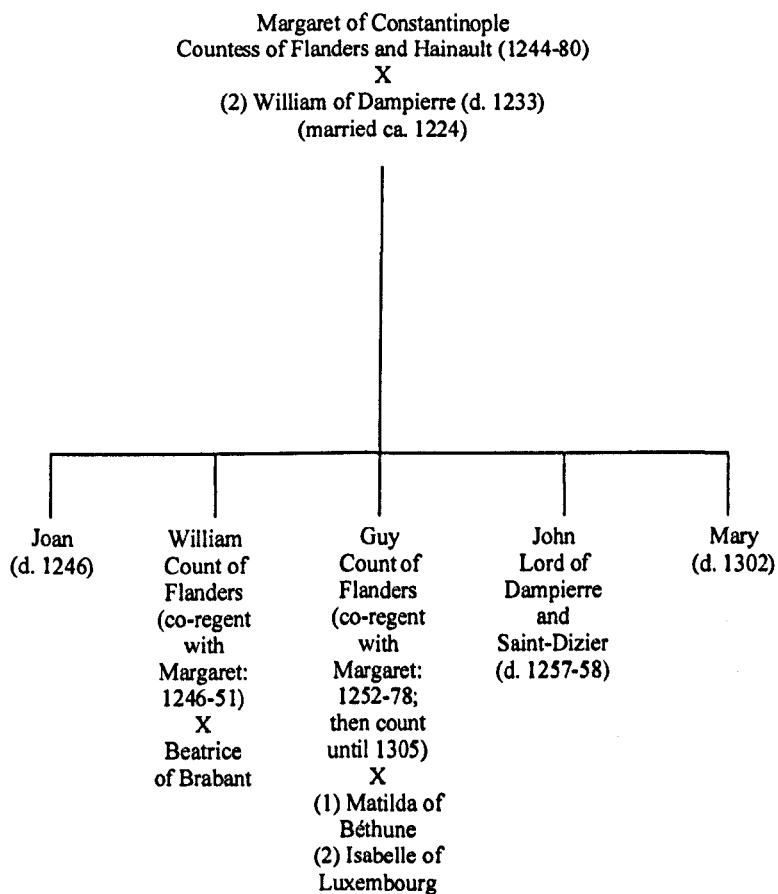 Margaret of Constantinople
Countess of Flanders and Hainault (1244-80)
X
(2) William of Dampierre (d. 1233)
(married ca. 1224)
Joan
(d. 1246)
William
Count of
Flanders
(co-regent
with
Margaret:
1246-51)
X
Beatrice
of Brabant
Guy
Count of
Flanders
(co-regent
with
Margaret:
1252-78;
then count
until 1305)
X
(1) Matilda of
Béthune
(2) Isabelle of
Luxembourg
John
Lord of
Dampierre
and
Saint-Dizier
(d. 1257-58)
Mary
(d. 1302)